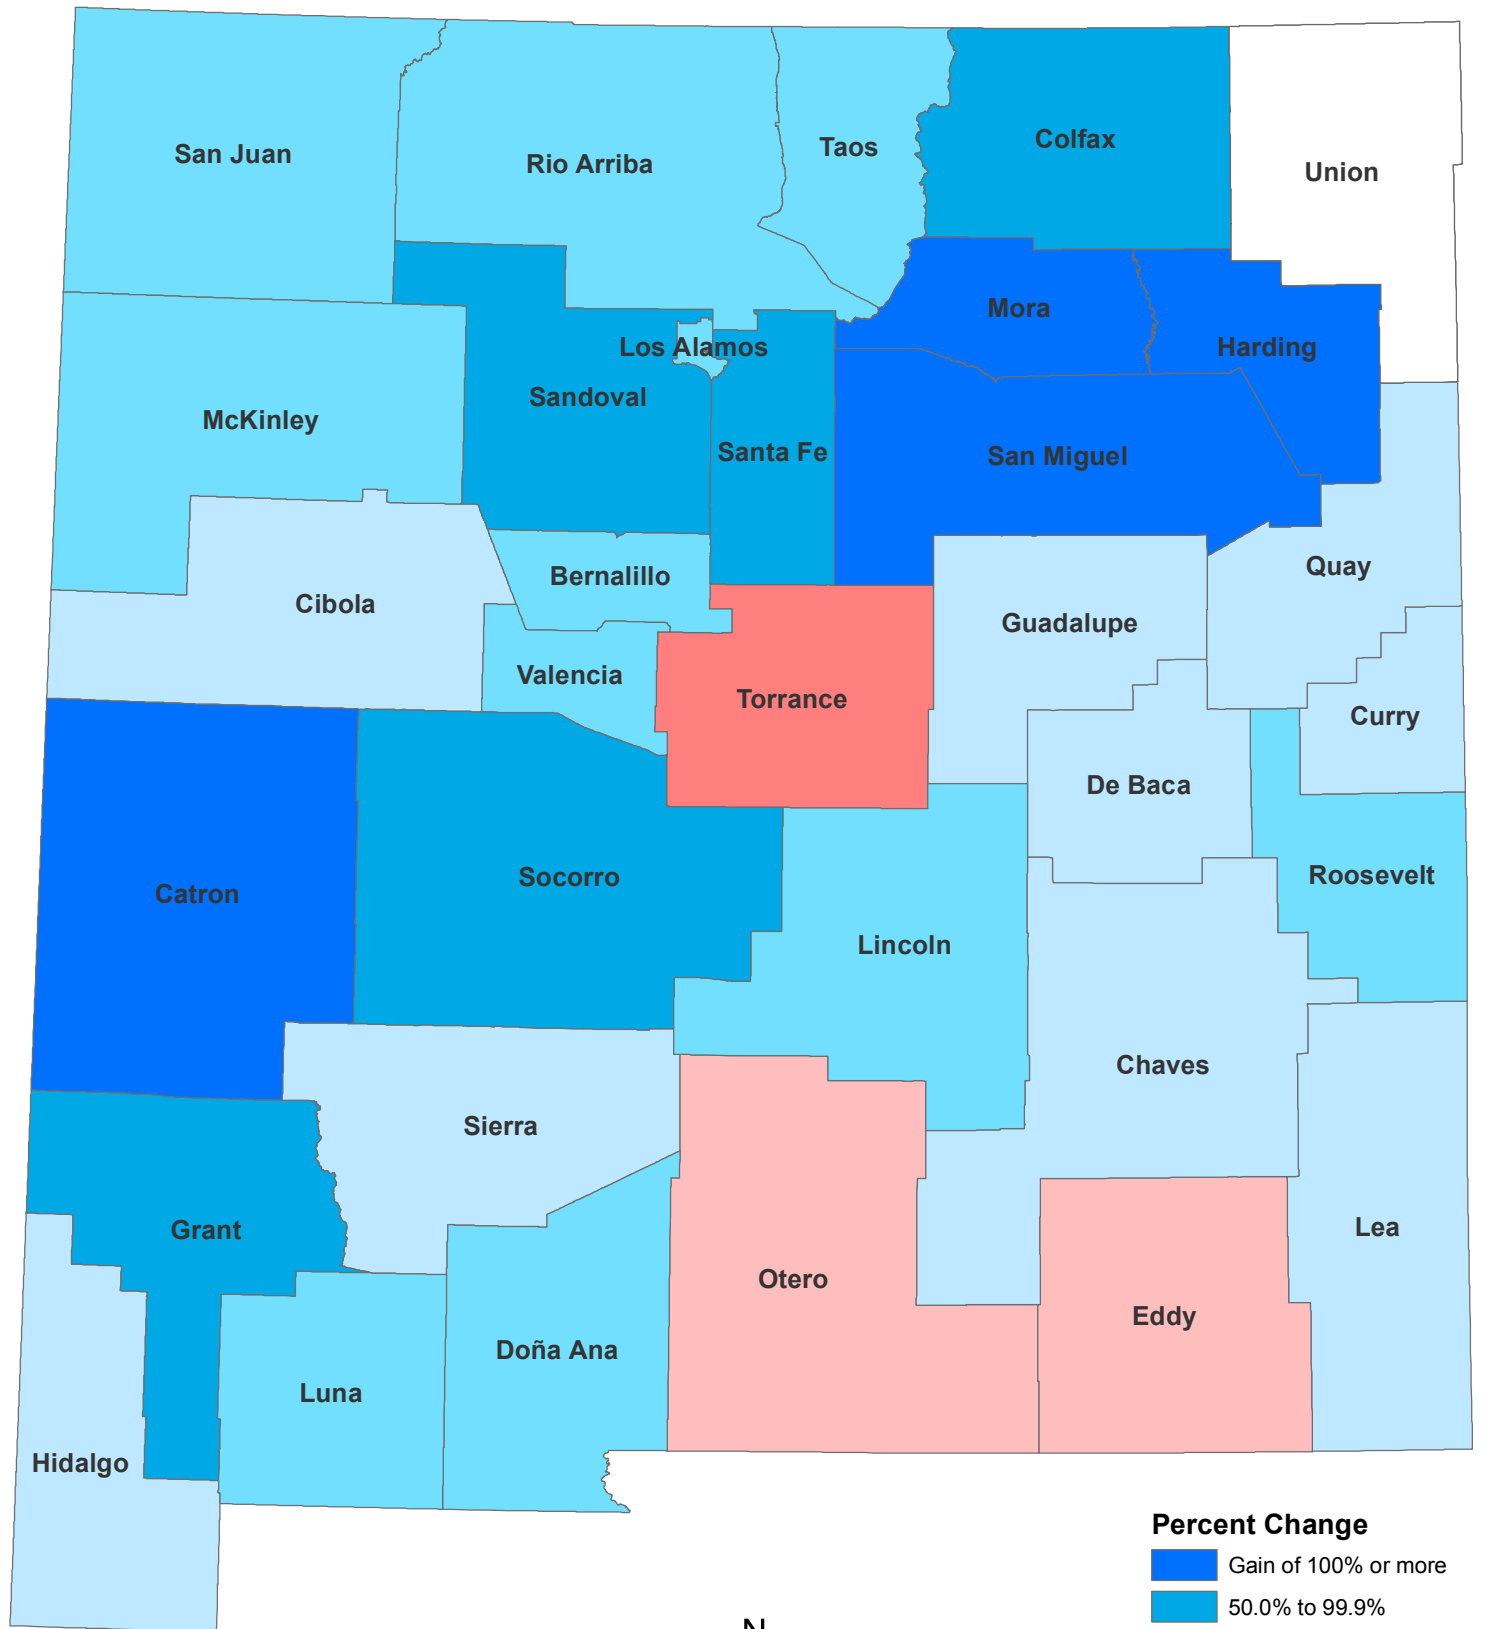 San Juan
Rio Arriba
Taos
Colfax
Union
Mora
Harding
Los Alamos
Sandoval
McKinley
Santa Fe
San Miguel
Quay
Bernalillo
Cibola
Guadalupe
Valencia
Torrance
Curry
De Baca
Catron
Socorro
Roosevelt
Lincoln
Chaves
Sierra
Grant
Lea
Otero
Eddy
Doña Ana
Luna
Hidalgo
Percent Change
Gain of 100% or more
50.0% to 99.9%
N